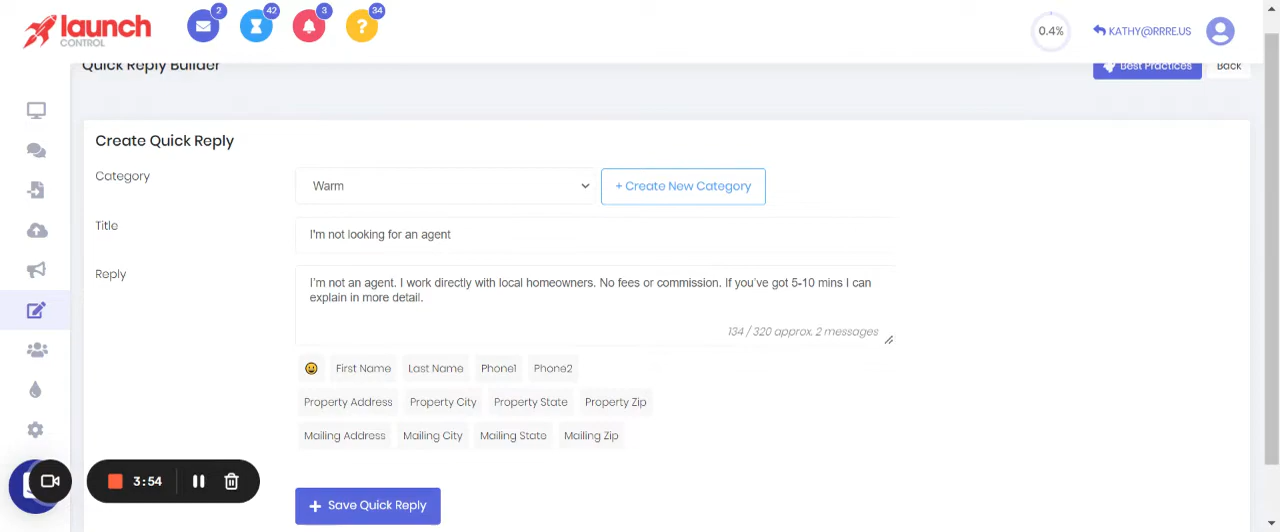 launch
CONTROL
2
42
3
34
?
0.4%
KATHY@RRRE.US
Quick Reply Builder
Best Practices
Back
Create Quick Reply
Category
Warm
+ Create New Category
Title
I'm not looking for an agent
Reply
I'm not an agent. I work directly with local homeowners. No fees or commission. If you've got 5-10 mins I can
explain in more detail.
134 / 320 approx. 2 messages
First Name
Last Name
Phone1
Phone2
Property Address
Property City
Property State
Property Zip
Mailing Address
Mailing City
Mailing State
Mailing Zip
3:54
+ Save Quick Reply